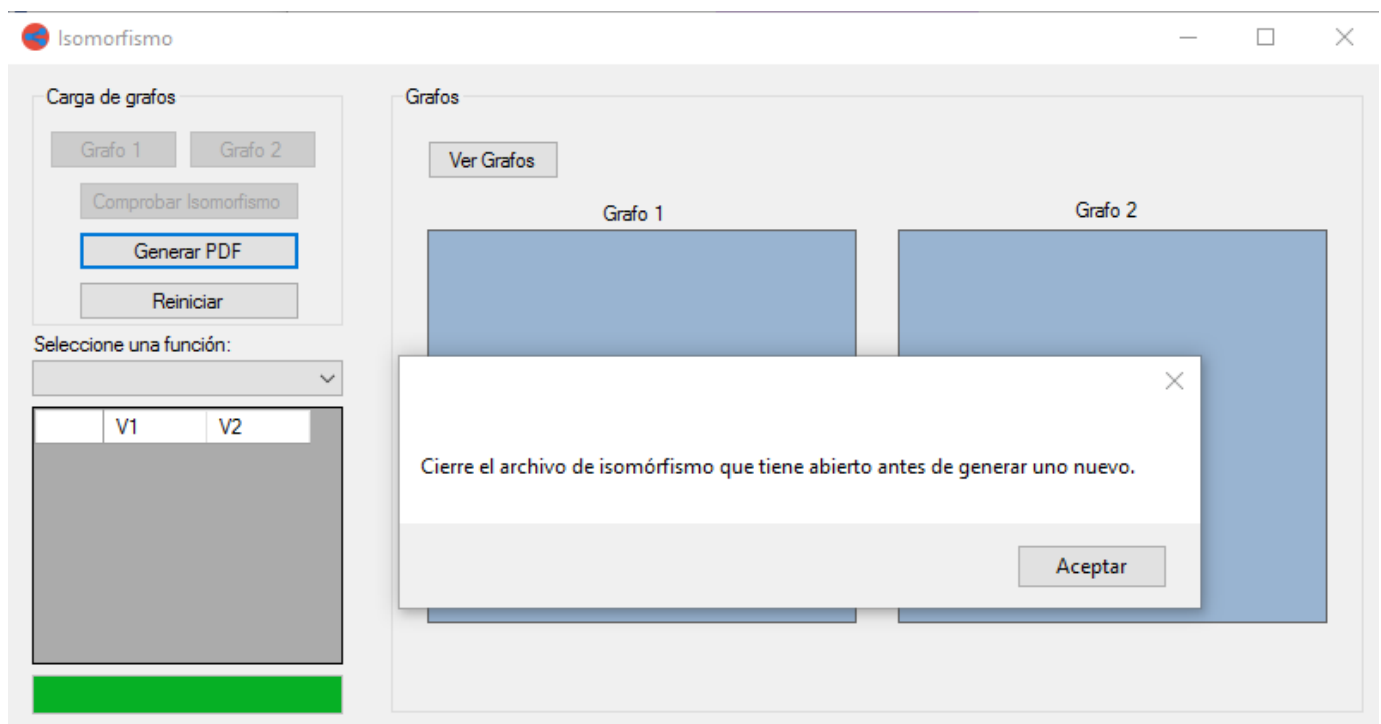 Isomorfismo
Carga de grafos
Grafo 1 Grafo 2
Comprobar Isomorfismo
Generar PDF
Reiniciar
Seleccione una función:
V1 V2
Grafos
Ver Grafos
Grafo 1 Grafo 2
Cierre el archivo de isomórfismo que tiene abierto antes de generar uno nuevo.
Aceptar